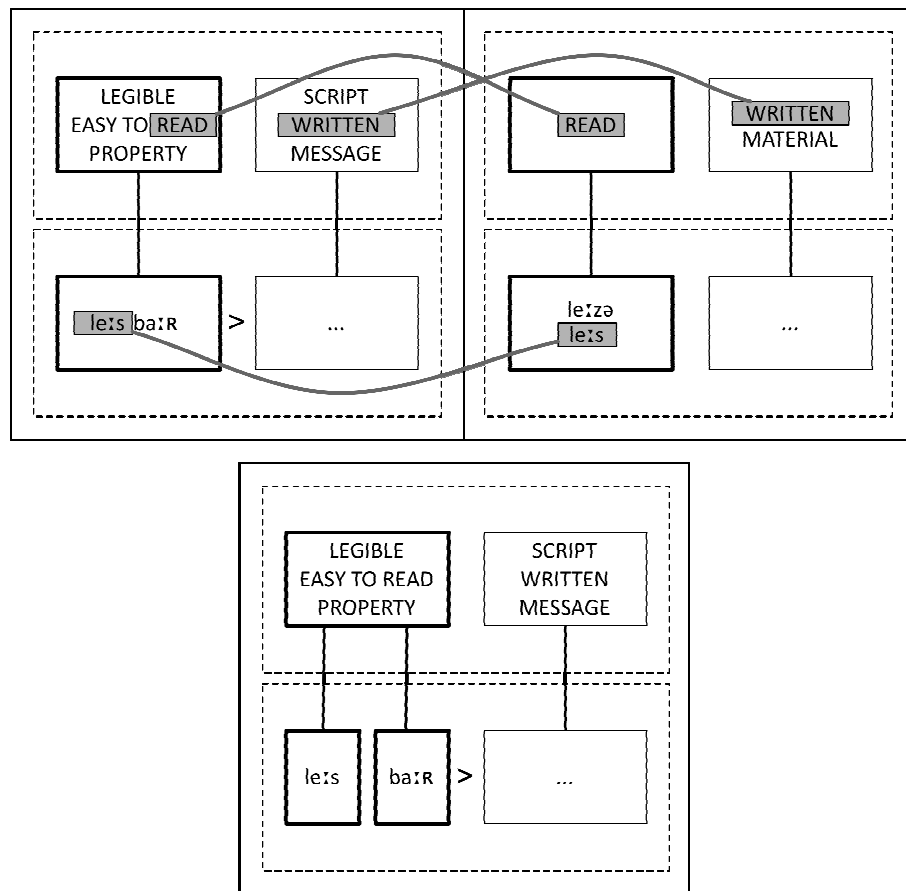 LEGIBLE
EASY TO READ
PROPERTY
SCRIPT
WRITTEN
MESSAGE
READ
WRITTEN
MATERIAL
leːs baːʀ
>
...
leːzə
leːs
...
LEGIBLE
EASY TO READ
PROPERTY
SCRIPT
WRITTEN
MESSAGE
leːs
baːʀ
>
...